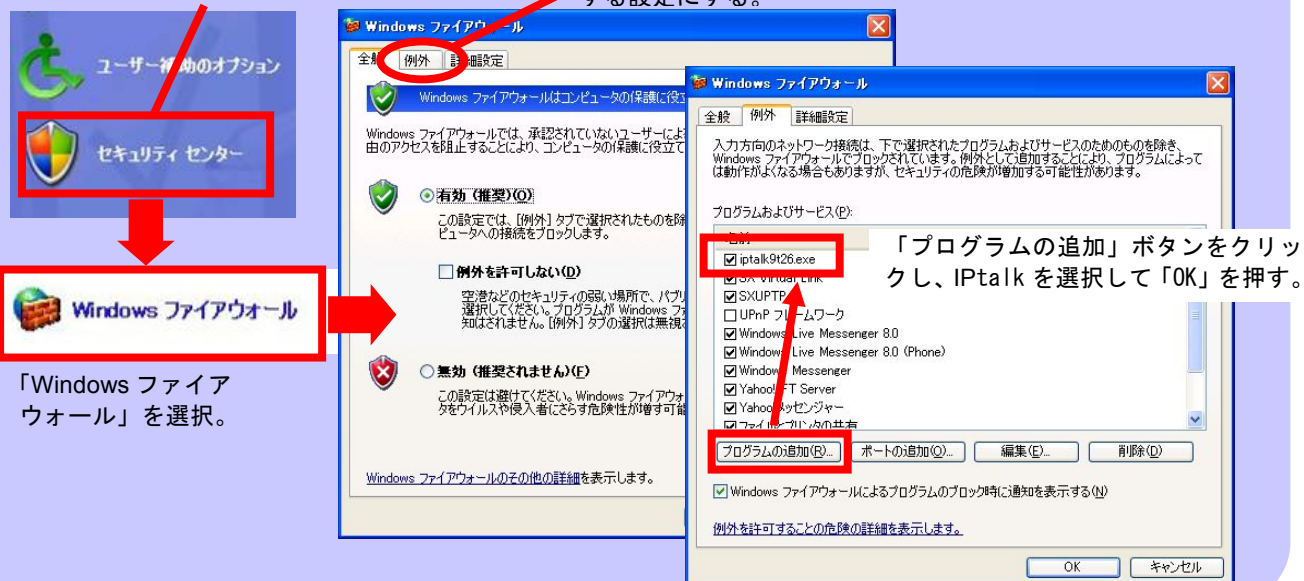 する設定にする。
ユーザー補助のオプション
セキュリティ センター
Windows ファイアウォール
「Windows ファイア
ウォール」を選択。
Windows ファイアウォール
全般 例外 詳細設定
Windows ファイアウォールはコンピュータの保護に役立
Windows ファイアウォールでは、承認されていないユーザーによ
由のアクセスを阻止することにより、コンピュータの保護に役立て
有効 (推奨)(O)
この設定では、[例外] タブで選択されたものを除
ピュータへの接続をブロックします。
例外を許可しない(D)
空港などのセキュリティの弱い場所で、パブリ
選択してください。プログラムが Windows ファ
知はされません。[例外] タブの選択は無視
無効 (推奨されません)(F)
この設定は避けてください。Windows ファイアウォ
タをウイルスや侵入者にさらす危険性が増す可能
Windows ファイアウォールのその他の詳細を表示します。
Windows ファイアウォール
全般 例外 詳細設定
入力方向のネットワーク接続は、下で選択されたプログラムおよびサービスのためのものを除き、
Windows ファイアウォールでブロックされています。例外として追加することにより、プログラムによって
は動作がよくなる場合もありますが、セキュリティの危険が増加する可能性があります。
プログラムおよびサービス(P):
名前
iptalk9t26.exe
SX Virtual Link
SXUPTP
UPnP フレームワーク
Windows Live Messenger 8.0
Windows Live Messenger 8.0 (Phone)
Windows Messenger
Yahoo! FT Server
Yahoo!メッセンジャー
ファイルとプリンタの共有
プログラムの追加(R)... ポートの追加(O)... 編集(E)... 削除(D)
Windows ファイアウォールによるプログラムのブロック時に通知を表示する(N)
例外を許可することの危険の詳細を表示します。
OK キャンセル
「プログラムの追加」ボタンをクリッ
クし、IPtalk を選択して「OK」を押す。